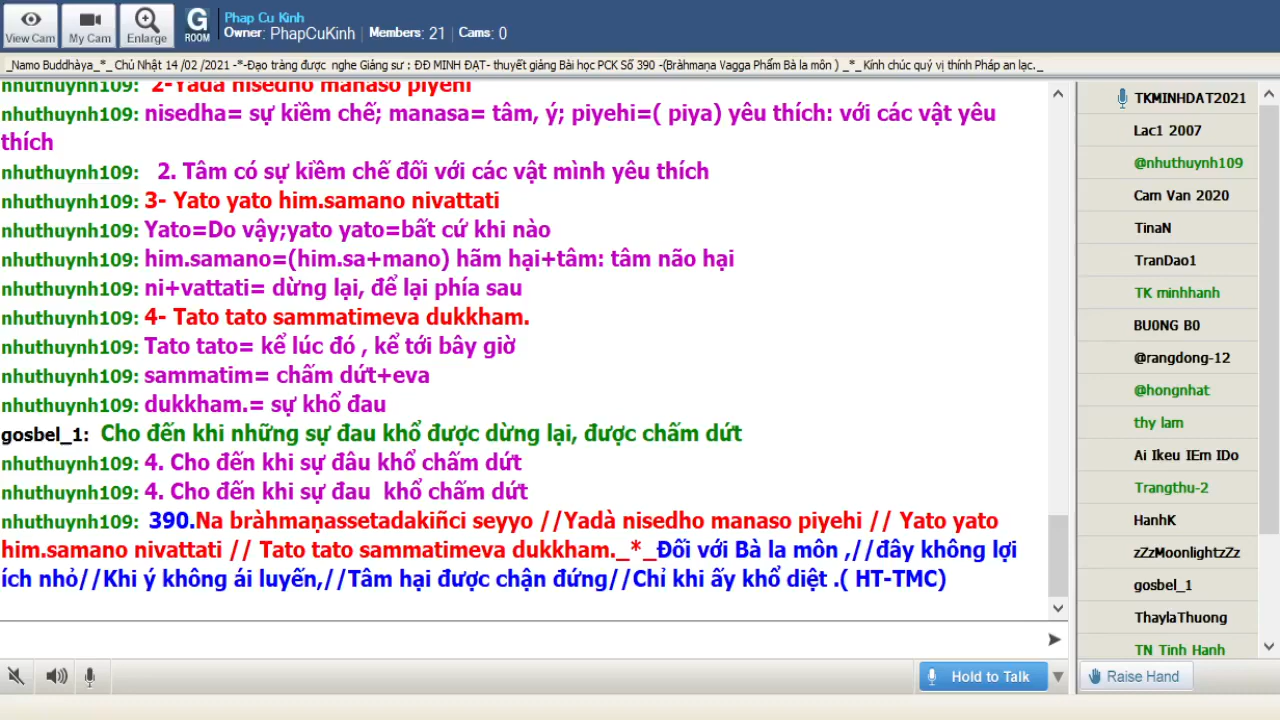 View Cam
My Cam
Enlarge
G
ROOM
Phap Cu Kinh
Owner: PhapCuKinh | Members: 21 | Cams: 0
_Namo Buddhàya_*_ Chủ Nhật 14 /02 /2021 -*-Đạo tràng được nghe Giảng sư : ĐĐ MINH ĐẠT- thuyết giảng Bài học PCK Số 390 -(Bràhmaṇa Vagga Phẩm Bà la môn ) _*_ Kính chúc quý vị thính Pháp an lạc._
nhuthuynh109: 2-Yadà nisedho manaso piyehi
nhuthuynh109: nisedha= sự kiềm chế; manasa= tâm, ý; piyehi=( piya) yêu thích: với các vật yêu
thích
nhuthuynh109: 2. Tâm có sự kiềm chế đối với các vật mình yêu thích
nhuthuynh109: 3- Yato yato him.samano nivattati
nhuthuynh109: Yato=Do vậy;yato yato=bất cứ khi nào
nhuthuynh109: him.samano=(him.sa+mano) hãm hại+tâm: tâm não hại
nhuthuynh109: ni+vattati= dừng lại, để lại phía sau
nhuthuynh109: 4- Tato tato sammatimeva dukkham.
nhuthuynh109: Tato tato= kể lúc đó , kể tới bây giờ
nhuthuynh109: sammatim= chấm dứt+eva
nhuthuynh109: dukkham.= sự khổ đau
gosbel_1: Cho đến khi những sự đau khổ được dừng lại, được chấm dứt
nhuthuynh109: 4. Cho đến khi sự đâu khổ chấm dứt
nhuthuynh109: 4. Cho đến khi sự đau khổ chấm dứt
nhuthuynh109: 390.Na bràhmaṇassetadakiñci seyyo //Yadà nisedho manaso piyehi // Yato yato
him.samano nivattati // Tato tato sammatimeva dukkham._*_Đối với Bà la môn ,//đây không lợi
ích nhỏ//Khi ý không ái luyến,//Tâm hại được chận đứng//Chỉ khi ấy khổ diệt .( HT-TMC)
Hold to Talk
TKMINHDAT2021
Lac1 2007
@nhuthuynh109
Cam Van 2020
TinaN
TranDao1
TK minhhanh
BU0NG B0
@rangdong-12
@hongnhat
thy lam
Ai Ikeu IEm IDo
Trangthu-2
HanhK
zZzMoonlightzZz
gosbel_1
ThaylaThuong
TN Tinh Hanh
Raise Hand